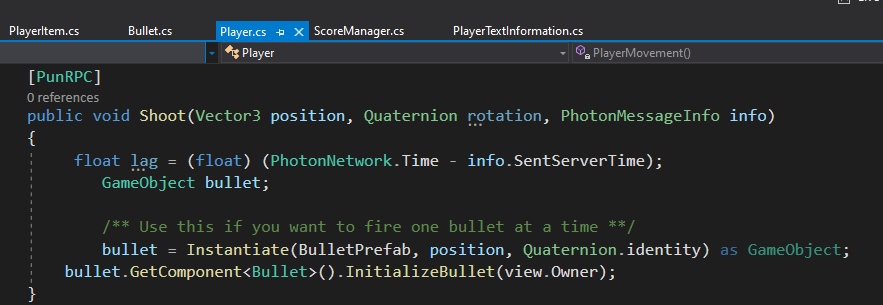 PlayerItem.cs Bullet.cs Player.cs ScoreManager.cs PlayerTextInformation.cs
Player PlayerMovement()
[PunRPC]
0 references
public void Shoot(Vector3 position, Quaternion rotation, PhotonMessageInfo info)
{
float lag = (float) (PhotonNetwork.Time - info.SentServerTime);
GameObject bullet;
/** Use this if you want to fire one bullet at a time **/
bullet = Instantiate(BulletPrefab, position, Quaternion.identity) as GameObject;
bullet.GetComponent<Bullet>().InitializeBullet(view.Owner);
}